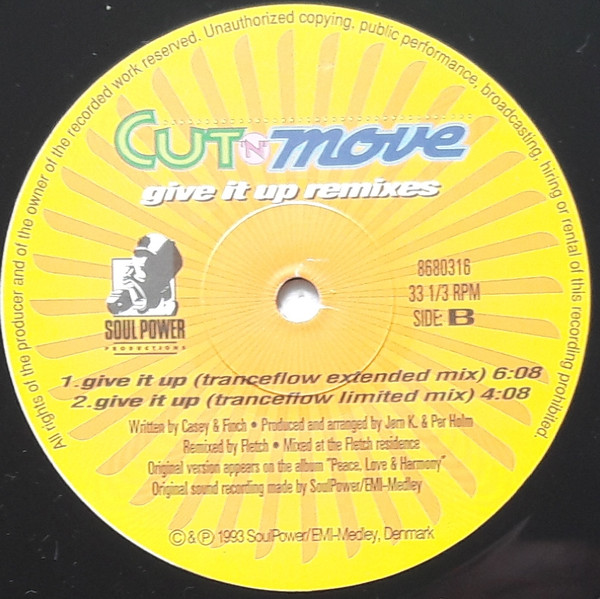 All rights of the producer and of the owner of the recorded work reserved. Unauthorized copying, public performance, broadcasting, hiring or rental of this recording prohibited.
CUT 'N' move
give it up remixes
SOUL POWER
PRODUCTIONS
8680316
33 1/3 RPM
SIDE: B
1.give it up (tranceflow extended mix) 6:08
2.give it up (tranceflow limited mix) 4:08
Written by Casey & Finch • Produced and arranged by Jørn K. & Per Holm
Remixed by Fletch • Mixed at the Fletch residence
Original version appears on the album "Peace, Love & Harmony"
Original sound recording made by SoulPower/EMI-Medley
© & ℗ 1993 SoulPower/EMI-Medley, Denmark